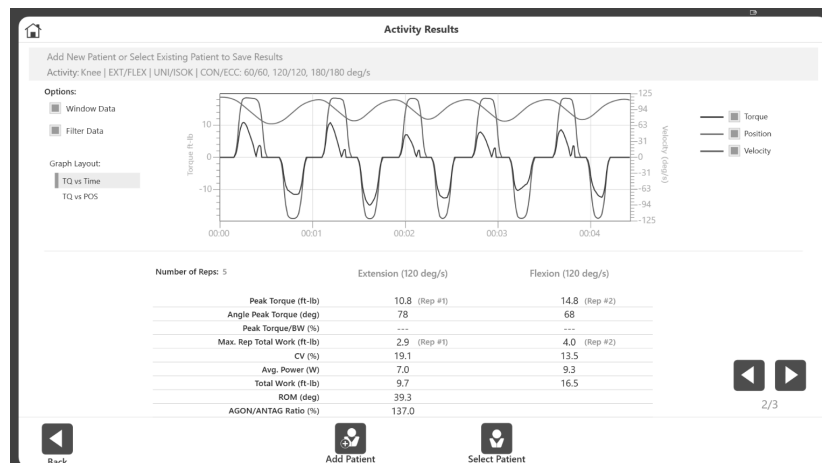 Activity Results
Add New Patient or Select Existing Patient to Save Results
Activity: Knee | EXT/FLEX | UNI/ISOK | CON/ECC: 60/60, 120/120, 180/180 deg/s
Options:
Window Data
Filter Data
Graph Layout:
TQ vs Time
TQ vs POS
Torque ft-lb
10
0
-10
125
94
63
31
0
-31
-63
-94
-125
Velocity (deg/s)
00:00 00:01 00:02 00:03 00:04
Torque
Position
Velocity
Number of Reps: 5 Extension (120 deg/s) Flexion (120 deg/s)
Peak Torque (ft-lb) 10.8 (Rep #1) 14.8 (Rep #2)
Angle Peak Torque (deg) 78 68
Peak Torque/BW (%) --- ---
Max. Rep Total Work (ft-lb) 2.9 (Rep #1) 4.0 (Rep #2)
CV (%) 19.1 13.5
Avg. Power (W) 7.0 9.3
Total Work (ft-lb) 9.7 16.5
ROM (deg) 39.3
AGON/ANTAG Ratio (%) 137.0
2/3
Back
Add Patient
Select Patient